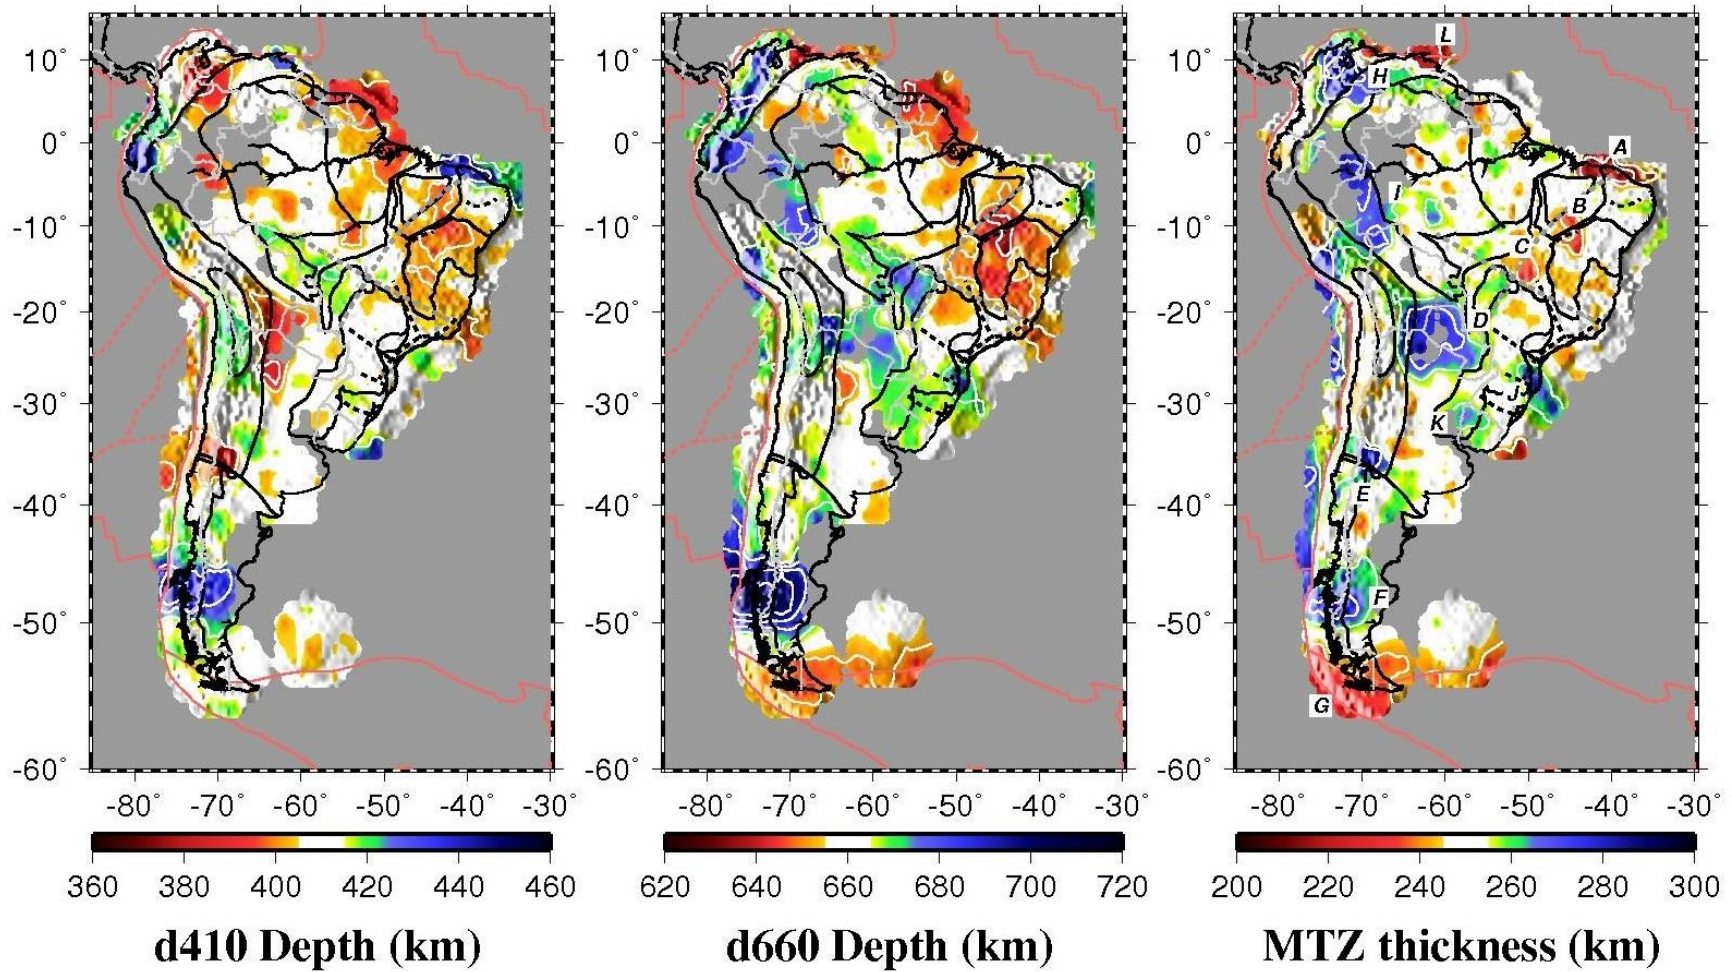 10° 10° 10°
0° 0° 0°
-10° -10° -10°
-20° -20° -20°
-30° -30° -30°
-40° -40° -40°
-50° -50° -50°
-60° -60° -60°
L
H
A
I
B
C
D
J
K
E
F
G
-80° -70° -60° -50° -40° -30° -80° -70° -60° -50° -40° -30° -80° -70° -60° -50° -40° -30°
360 380 400 420 440 460 620 640 660 680 700 720 200 220 240 260 280 300
d410 Depth (km) d660 Depth (km) MTZ thickness (km)